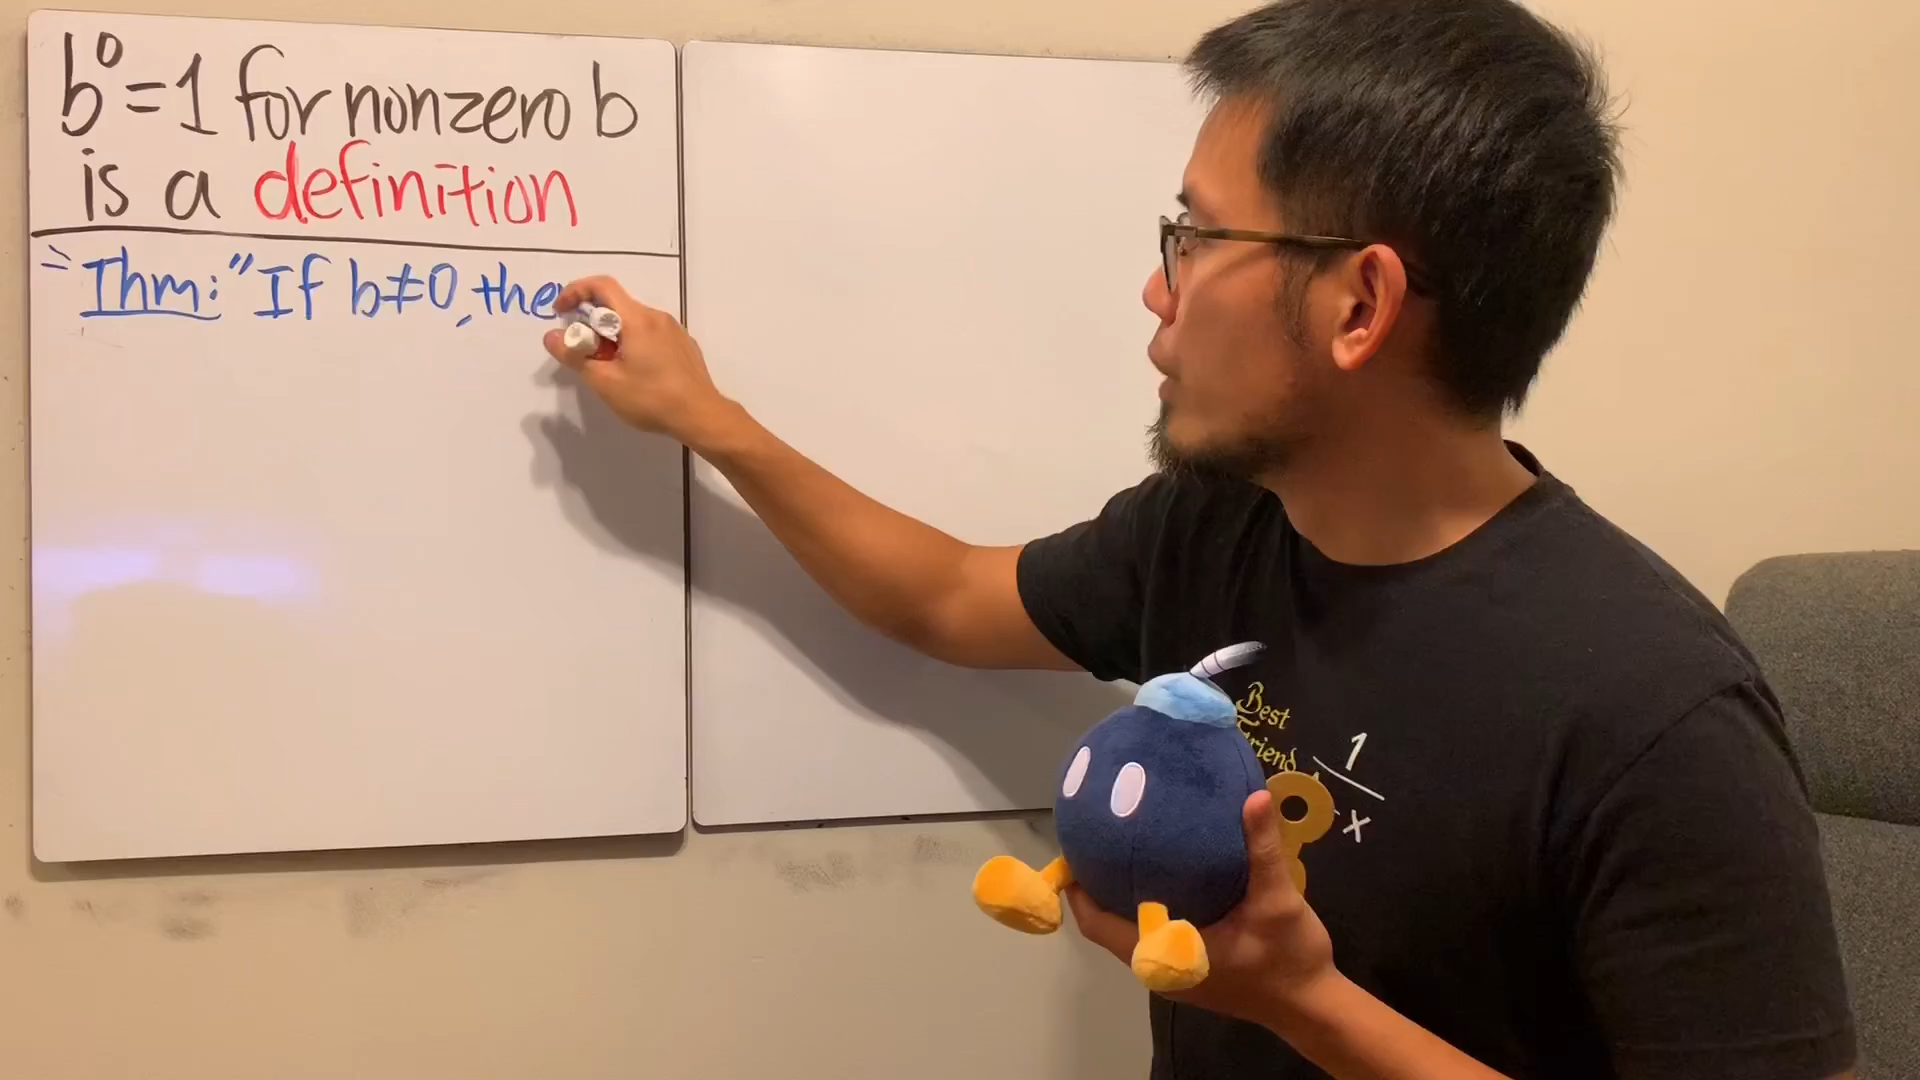 b⁰=1 for nonzero b
is a definition
"Thm: "If b≠0, the
Best
Friend
1
x